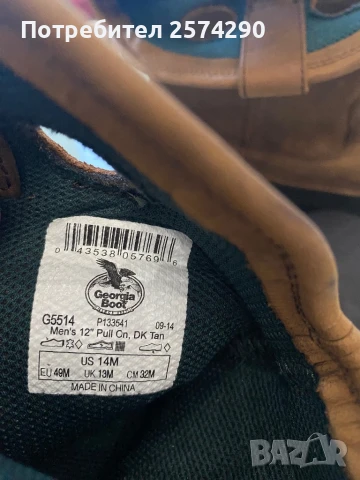 Потребител 2574290
0 43538 05769 6
Georgia
Boot
G5514 P133541 09-14
Men's 12" Pull On, DK Tan
US 14M
EU 49M UK 13M CM 32M
MADE IN CHINA
BAZAR
bg